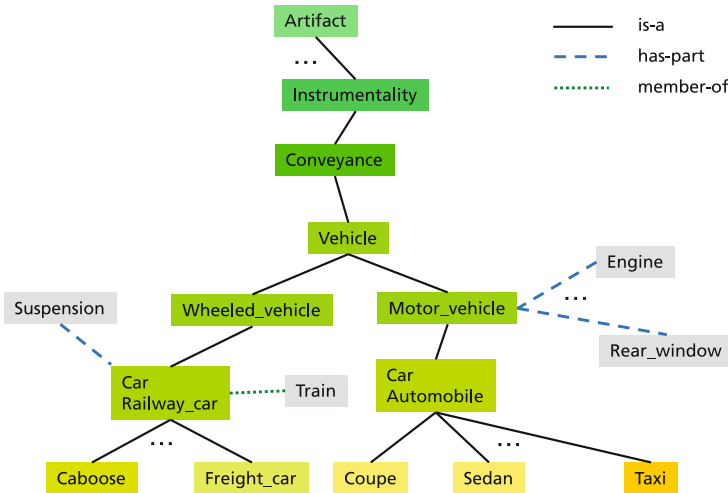 Artifact
is-a
...
has-part
Instrumentality
member-of
Conveyance
Vehicle
Engine
...
Suspension
Wheeled_vehicle
Motor_vehicle
Rear_window
Car
Railway_car
Train
Car
Automobile
...
...
Caboose
Freight_car
Coupe
Sedan
Taxi